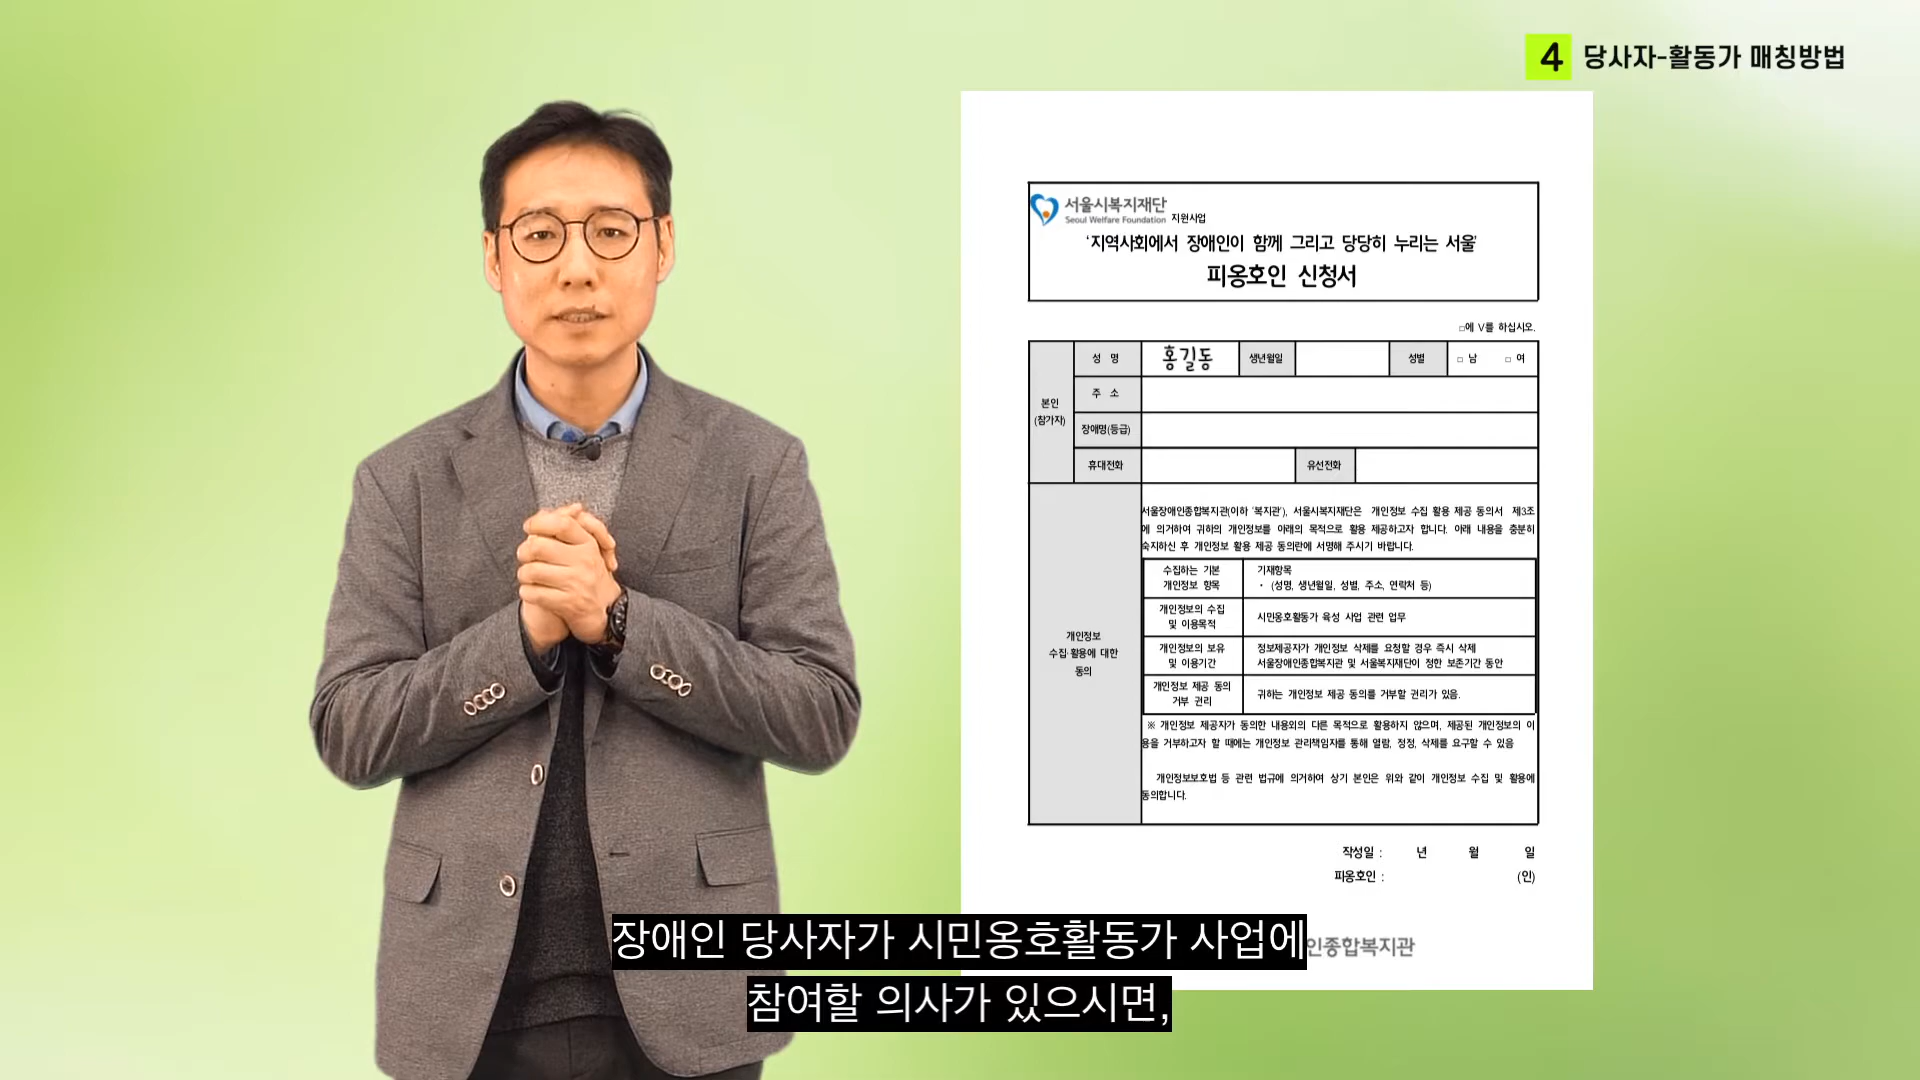 4 당사자-활동가 매칭방법
서울시복지재단
Seoul Welfare Foundation 지원사업
'지역사회에서 장애인이 함께 그리고 당당히 누리는 서울'
피옹호인 신청서
□에 V를 하십시오.
본인
(참가자)
성 명 홍길동 생년월일 성별 □ 남 □ 여
주 소
장애명(등급)
휴대전화 유선전화
개인정보
수집·활용에 대한
동의
서울장애인종합복지관(이하 '복지관'), 서울시복지재단은 개인정보 수집 활용 제공 동의서 제3조
에 의거하여 귀하의 개인정보를 아래의 목적으로 활용 제공하고자 합니다. 아래 내용을 충분히
숙지하신 후 개인정보 활용 제공 동의란에 서명해 주시기 바랍니다.
수집하는 기본
개인정보 항목
기재항목
· (성명, 생년월일, 성별, 주소, 연락처 등)
개인정보의 수집
및 이용목적
시민옹호활동가 육성 사업 관련 업무
개인정보의 보유
및 이용기간
정보제공자가 개인정보 삭제를 요청할 경우 즉시 삭제
서울장애인종합복지관 및 서울복지재단이 정한 보존기간 동안
개인정보 제공 동의
거부 권리
귀하는 개인정보 제공 동의를 거부할 권리가 있음.
※ 개인정보 제공자가 동의한 내용외의 다른 목적으로 활용하지 않으며, 제공된 개인정보의 이
용을 거부하고자 할 때에는 개인정보 관리책임자를 통해 열람, 정정, 삭제를 요구할 수 있음
개인정보보호법 등 관련 법규에 의거하여 상기 본인은 위와 같이 개인정보 수집 및 활용에
동의합니다.
작성일 : 년 월 일
피옹호인 : (인)
인종합복지관
장애인 당사자가 시민옹호활동가 사업에
참여할 의사가 있으시면,